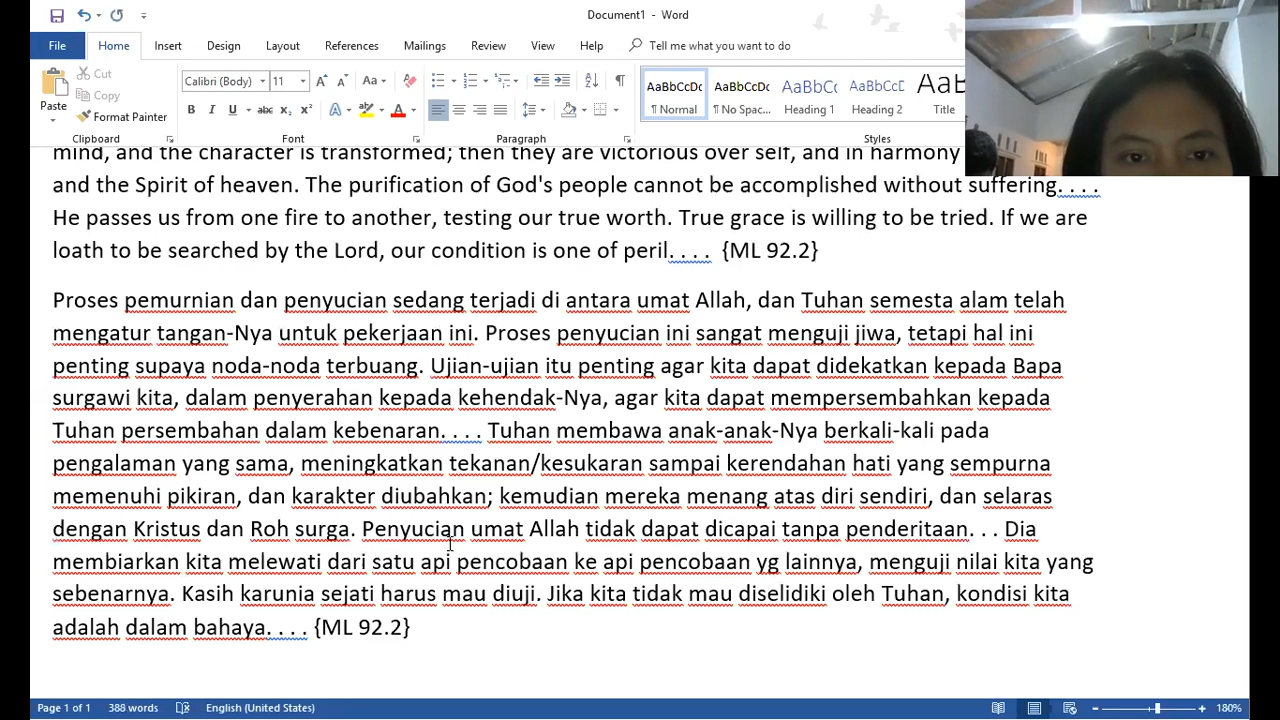 Document1 - Word
File Home Insert Design Layout References Mailings Review View Help Tell me what you want to do
Cut
Copy
Format Painter
Paste
Calibri (Body) 11
Clipboard Font Paragraph Styles
AaBbCcDc AaBbCcDc AaBbCc AaBbCcD AaB
¶ Normal ¶ No Spac... Heading 1 Heading 2 Title
mind, and the character is transformed; then they are victorious over self, and in harmony
and the Spirit of heaven. The purification of God's people cannot be accomplished without suffering. . . .
He passes us from one fire to another, testing our true worth. True grace is willing to be tried. If we are
loath to be searched by the Lord, our condition is one of peril. . . . {ML 92.2}
Proses pemurnian dan penyucian sedang terjadi di antara umat Allah, dan Tuhan semesta alam telah
mengatur tangan-Nya untuk pekerjaan ini. Proses penyucian ini sangat menguji jiwa, tetapi hal ini
penting supaya noda-noda terbuang. Ujian-ujian itu penting agar kita dapat didekatkan kepada Bapa
surgawi kita, dalam penyerahan kepada kehendak-Nya, agar kita dapat mempersembahkan kepada
Tuhan persembahan dalam kebenaran. . . . Tuhan membawa anak-anak-Nya berkali-kali pada
pengalaman yang sama, meningkatkan tekanan/kesukaran sampai kerendahan hati yang sempurna
memenuhi pikiran, dan karakter diubahkan; kemudian mereka menang atas diri sendiri, dan selaras
dengan Kristus dan Roh surga. Penyucian umat Allah tidak dapat dicapai tanpa penderitaan. . . Dia
membiarkan kita melewati dari satu api pencobaan ke api pencobaan yg lainnya, menguji nilai kita yang
sebenarnya. Kasih karunia sejati harus mau diuji. Jika kita tidak mau diselidiki oleh Tuhan, kondisi kita
adalah dalam bahaya. . . . {ML 92.2}
Page 1 of 1 388 words English (United States) 180%